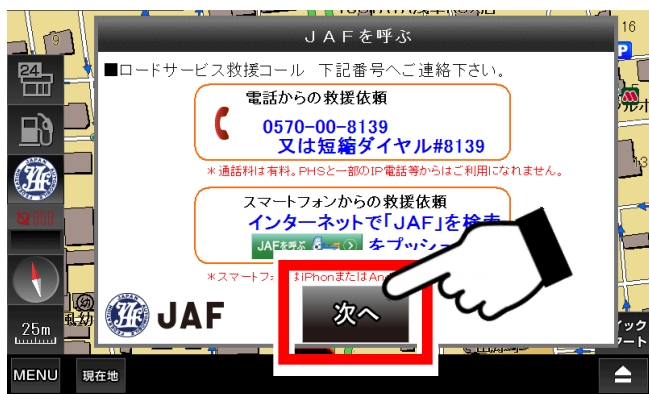 JAFを呼ぶ
16
■ロードサービス救援コール 下記番号へご連絡下さい。
24
電話からの救援依頼
0570-00-8139
又は短縮ダイヤル#8139
*通話料は有料。PHSと一部のIP電話等からはご利用になれません。
スマートフォンからの救援依頼
インターネットで「JAF」を検索
JAFを呼ぶ をプッシュ
*スマートフォ はiPhonまたはAn
JAF
次へ
25m
MENU
現在地